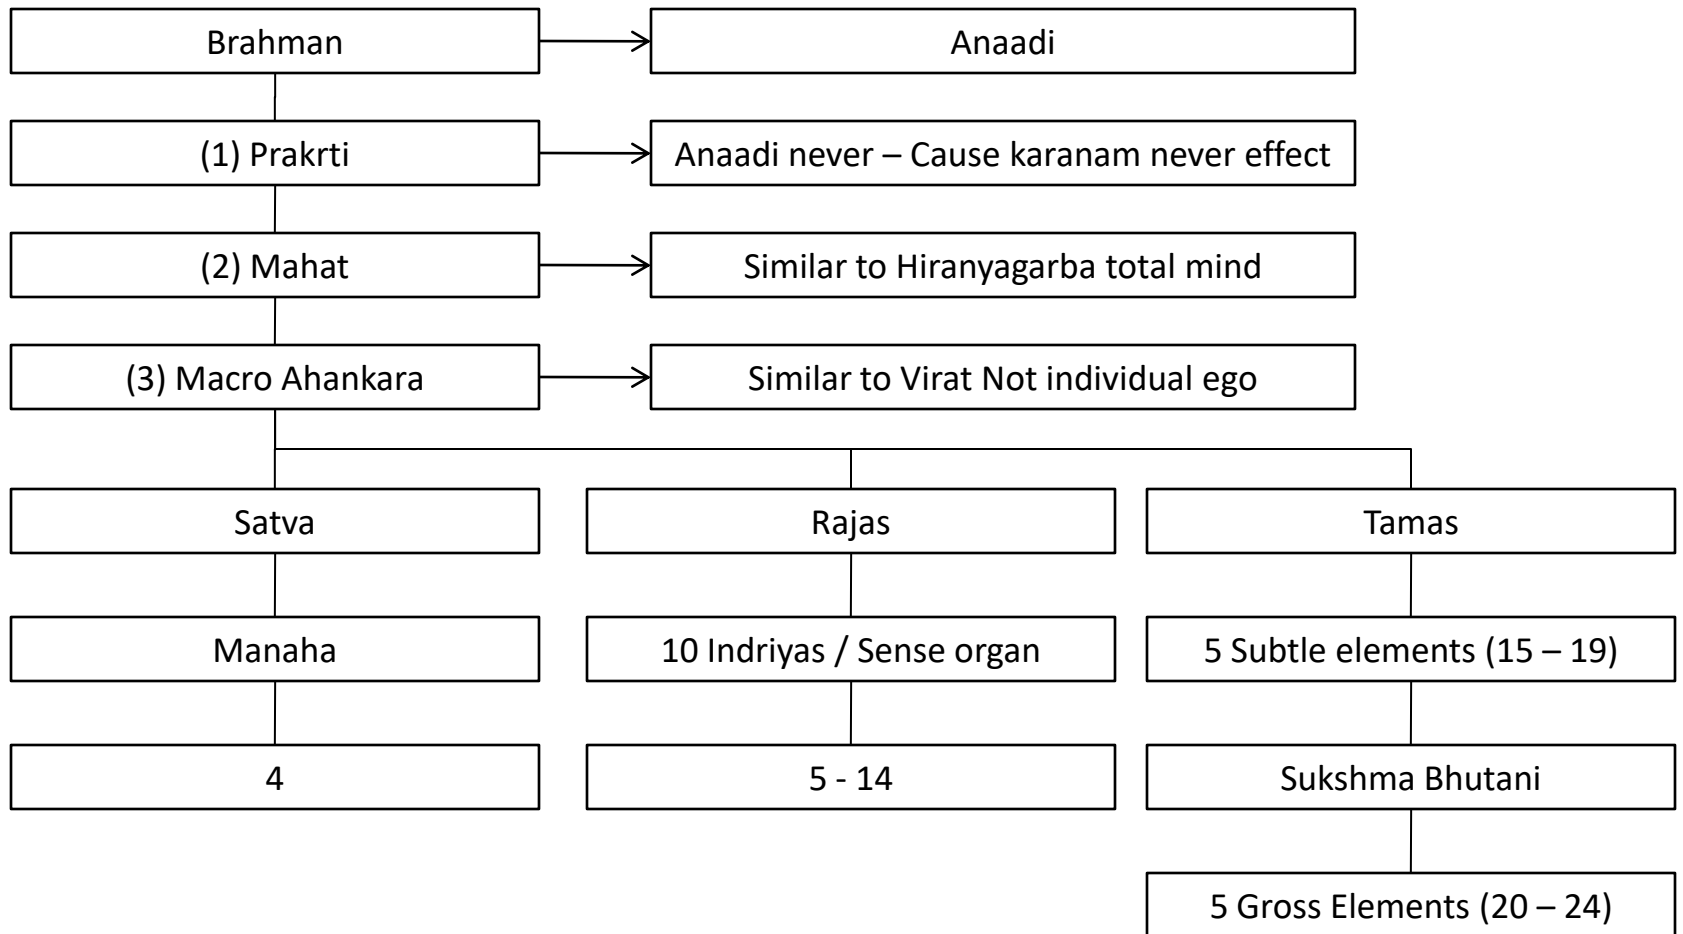 Brahman
Anaadi
(1) Prakrti
Anaadi never – Cause karanam never effect
(2) Mahat
Similar to Hiranyagarba total mind
(3) Macro Ahankara
Similar to Virat Not individual ego
Satva
Rajas
Tamas
Manaha
10 Indriyas / Sense organ
5 Subtle elements (15 – 19)
4
5 - 14
Sukshma Bhutani
5 Gross Elements (20 – 24)